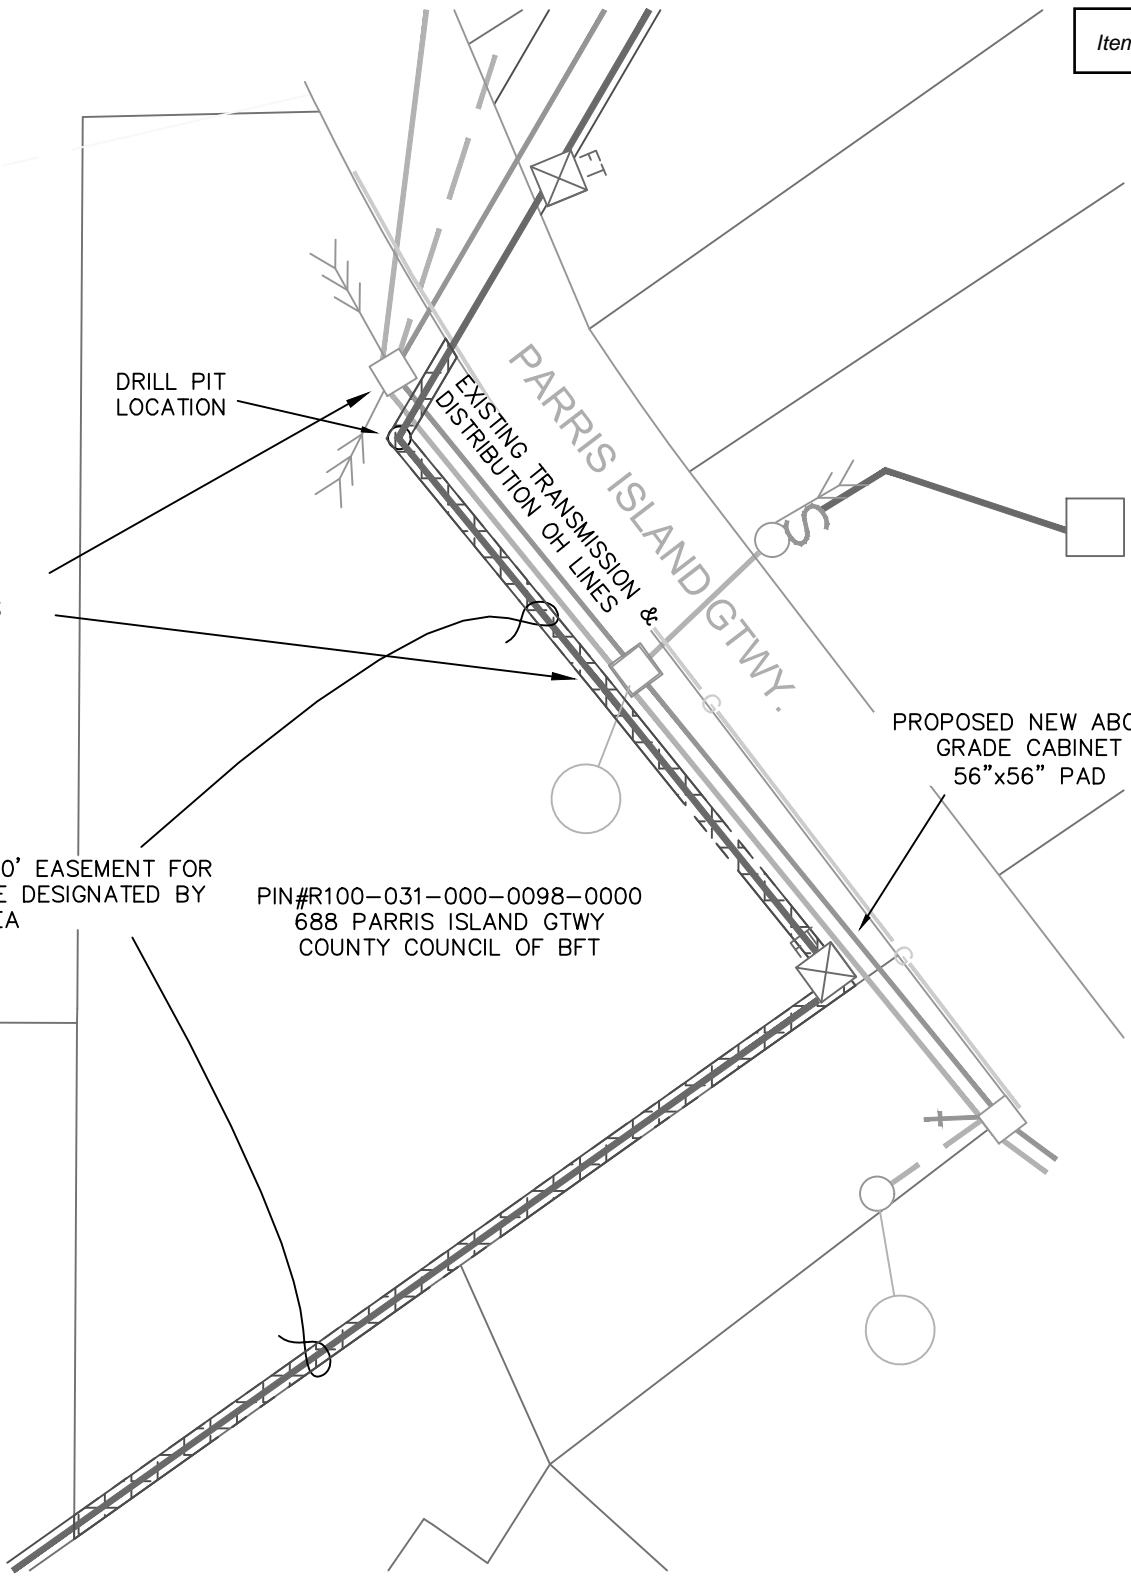 Item
FT
DRILL PIT
LOCATION
EXISTING TRANSMISSION &
DISTRIBUTION OH LINES
PARRIS ISLAND GTWY.
S
G
PROPOSED NEW
GRADE CABINET
56”x56” PAD
0’ EASEMENT FOR
DESIGNATED BY
PIN#R100-031-000-0098-0000
688 PARRIS ISLAND GTWY
COUNTY COUNCIL OF BFT
G